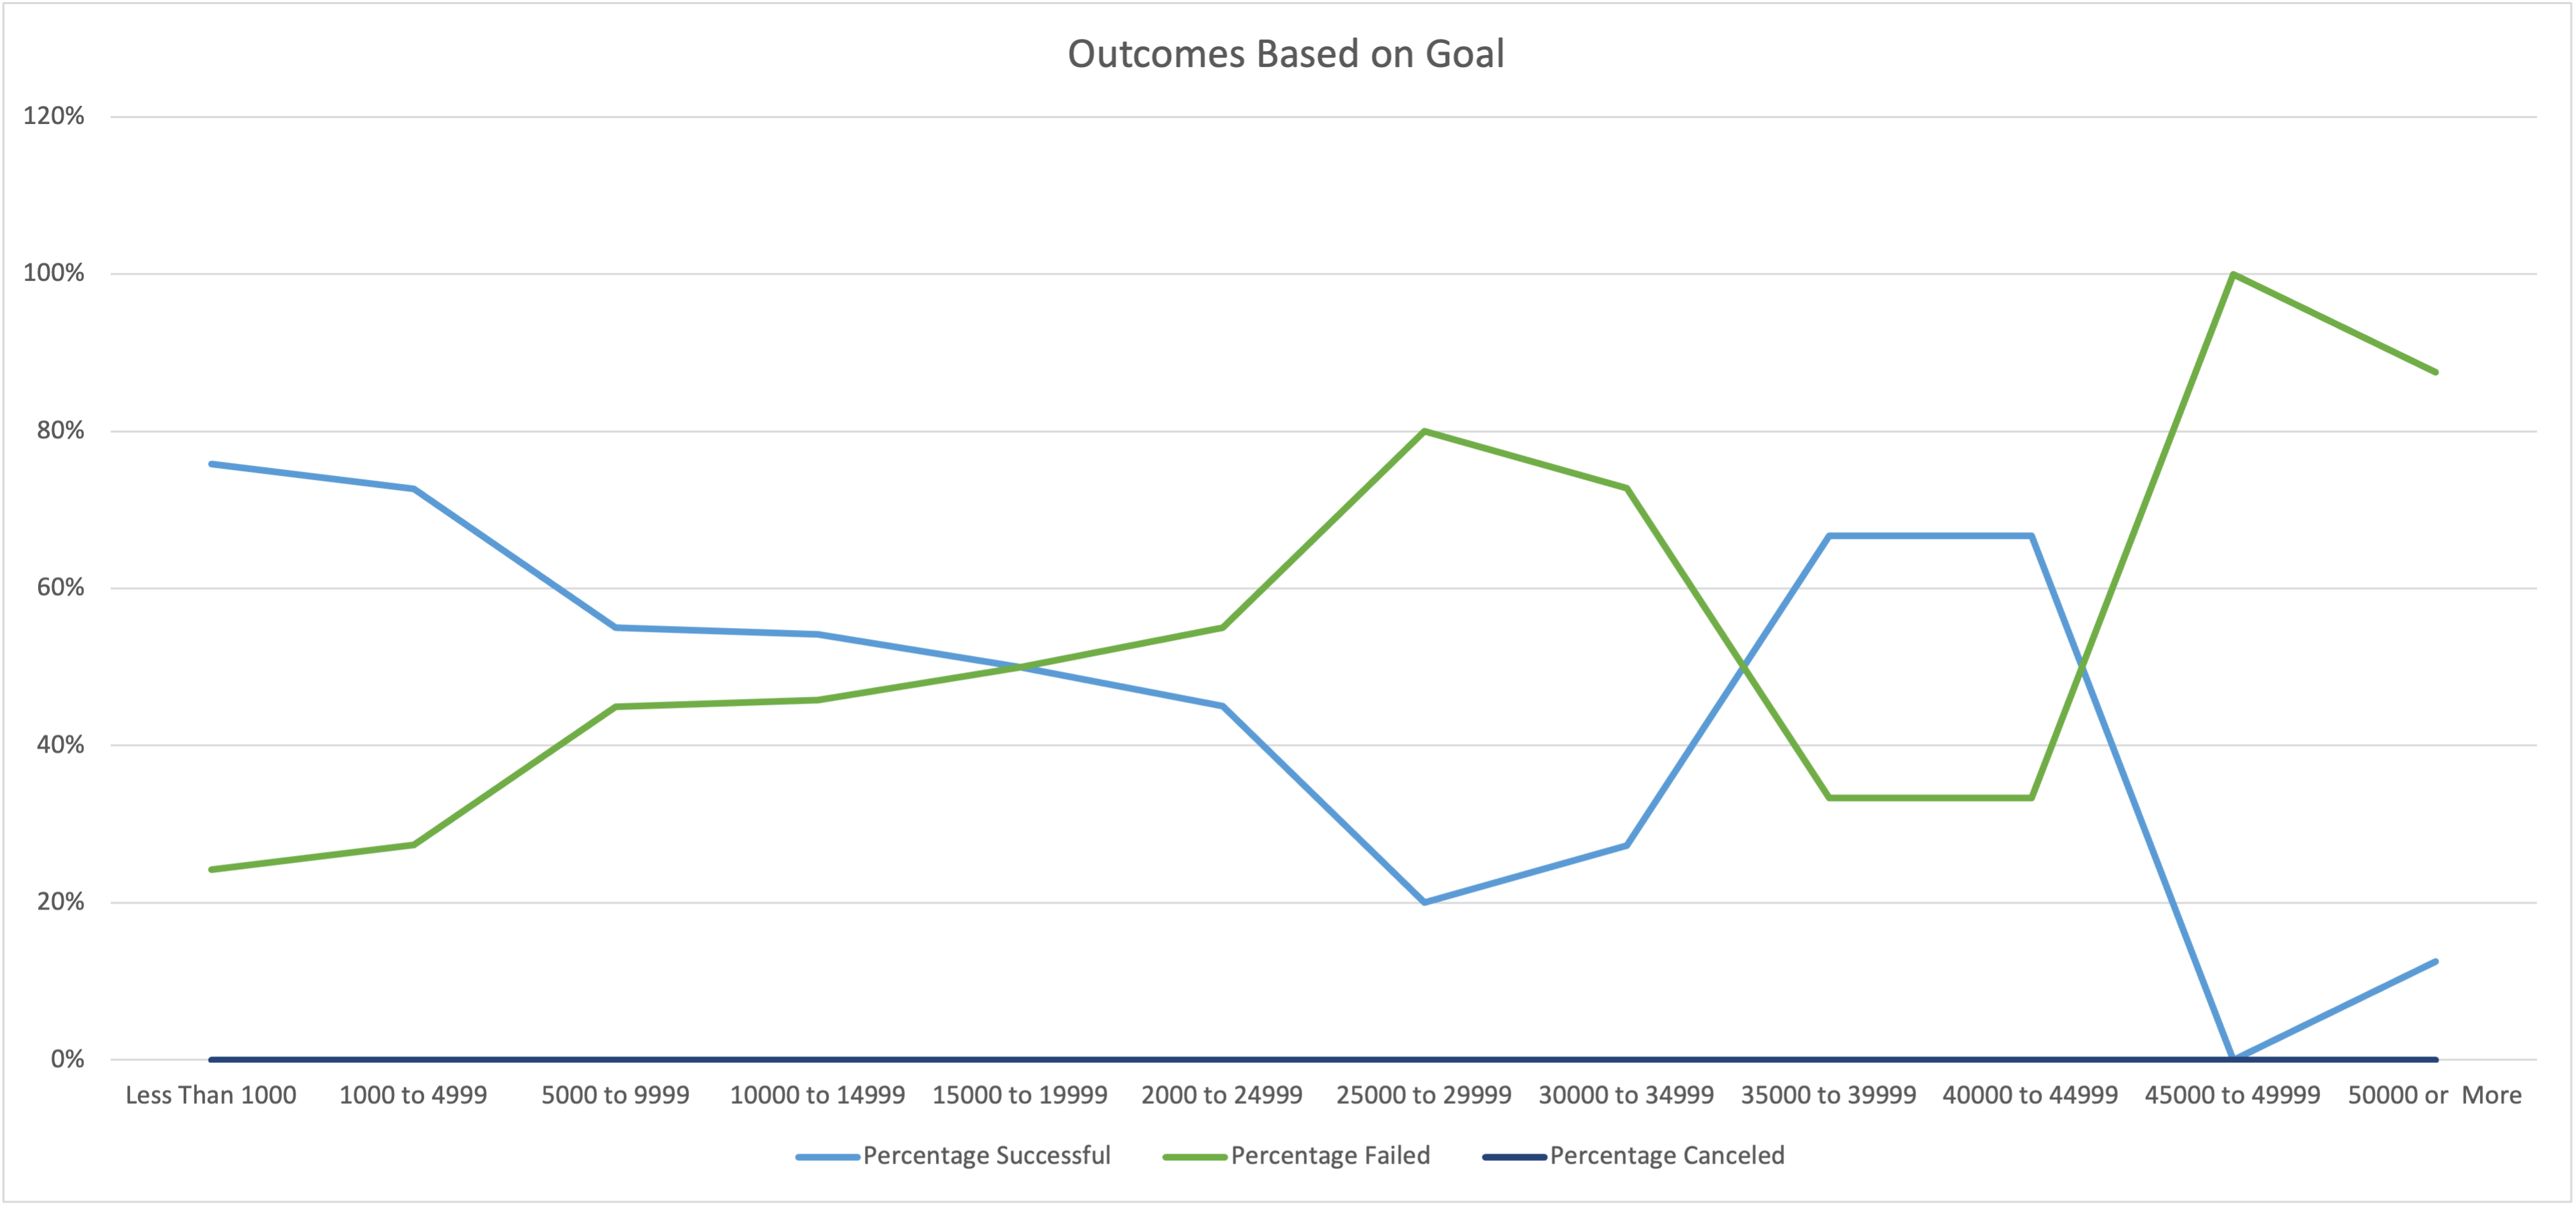 Outcomes Based on Goal
120%
100%
80%
60%
40%
20%
0%
Less Than 1000 1000 to 4999 5000 to 9999 10000 to 14999 15000 to 19999 2000 to 24999 25000 to 29999 30000 to 34999 35000 to 39999 40000 to 44999 45000 to 49999 50000 or  More
Percentage Successful Percentage Failed Percentage Canceled